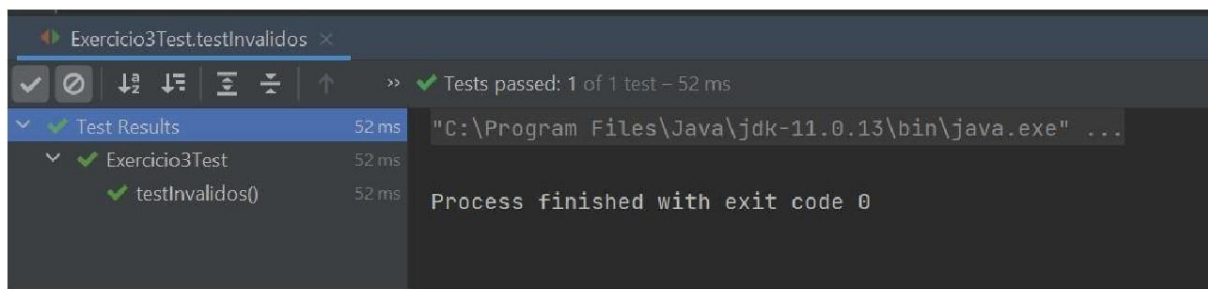 Exercicio3Test.testInvalidos ×
» Tests passed: 1 of 1 test – 52 ms
Test Results 52 ms
"C:\Program Files\Java\jdk-11.0.13\bin\java.exe" ...
Exercicio3Test 52 ms
testInvalidos() 52 ms
Process finished with exit code 0